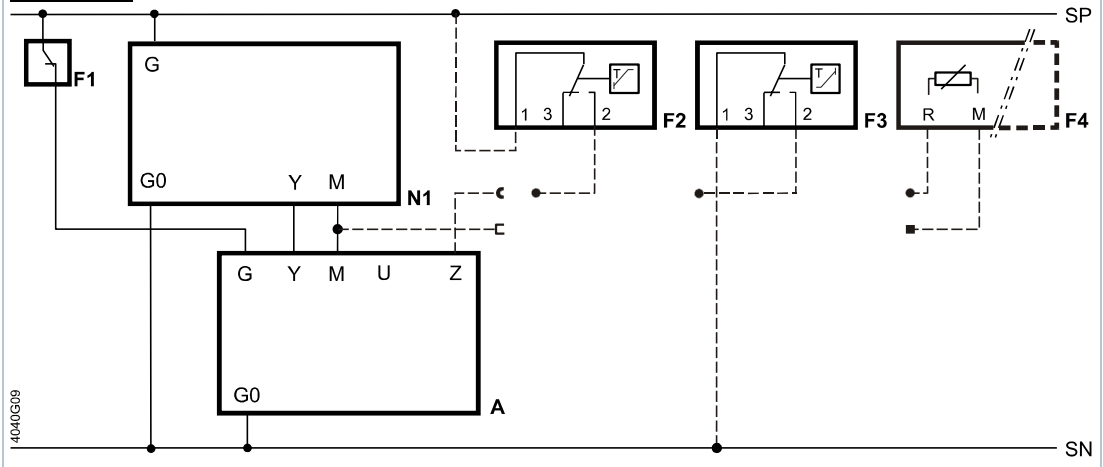 SP
F1
G
T
T
1 3 2
F2
1 3 2
F3
R M
F4
G0 Y M
N1
G Y M U Z
G0
A
4040G09
SN